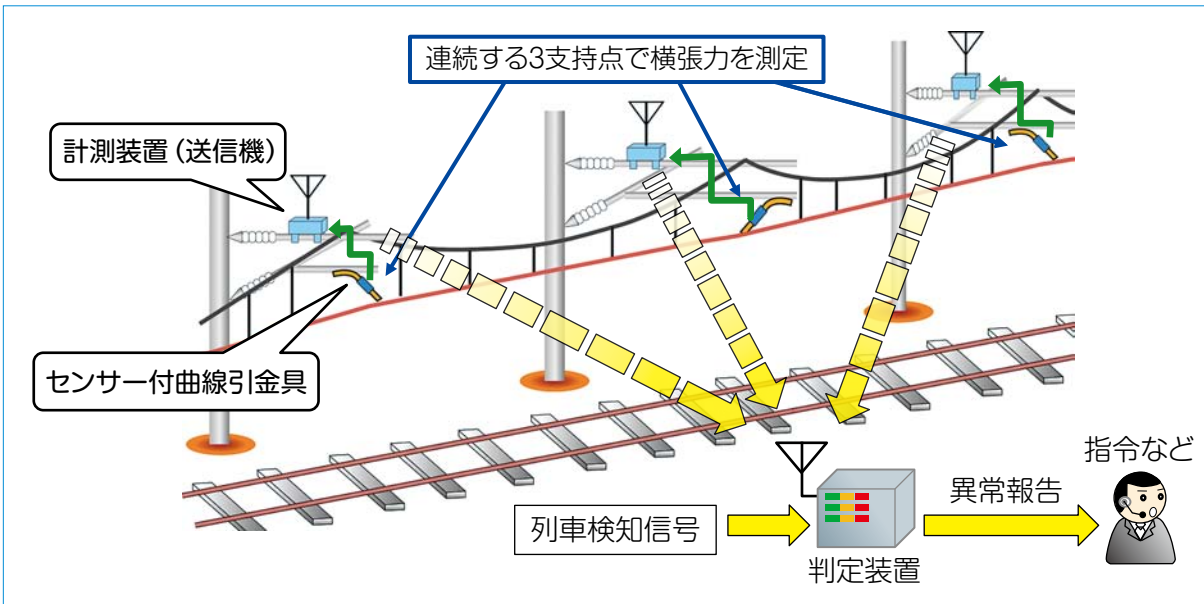 連続する3支持点で横張力を測定
計測装置（送信機）
センサー付曲線引金具
指令など
異常報告
列車検知信号
判定装置